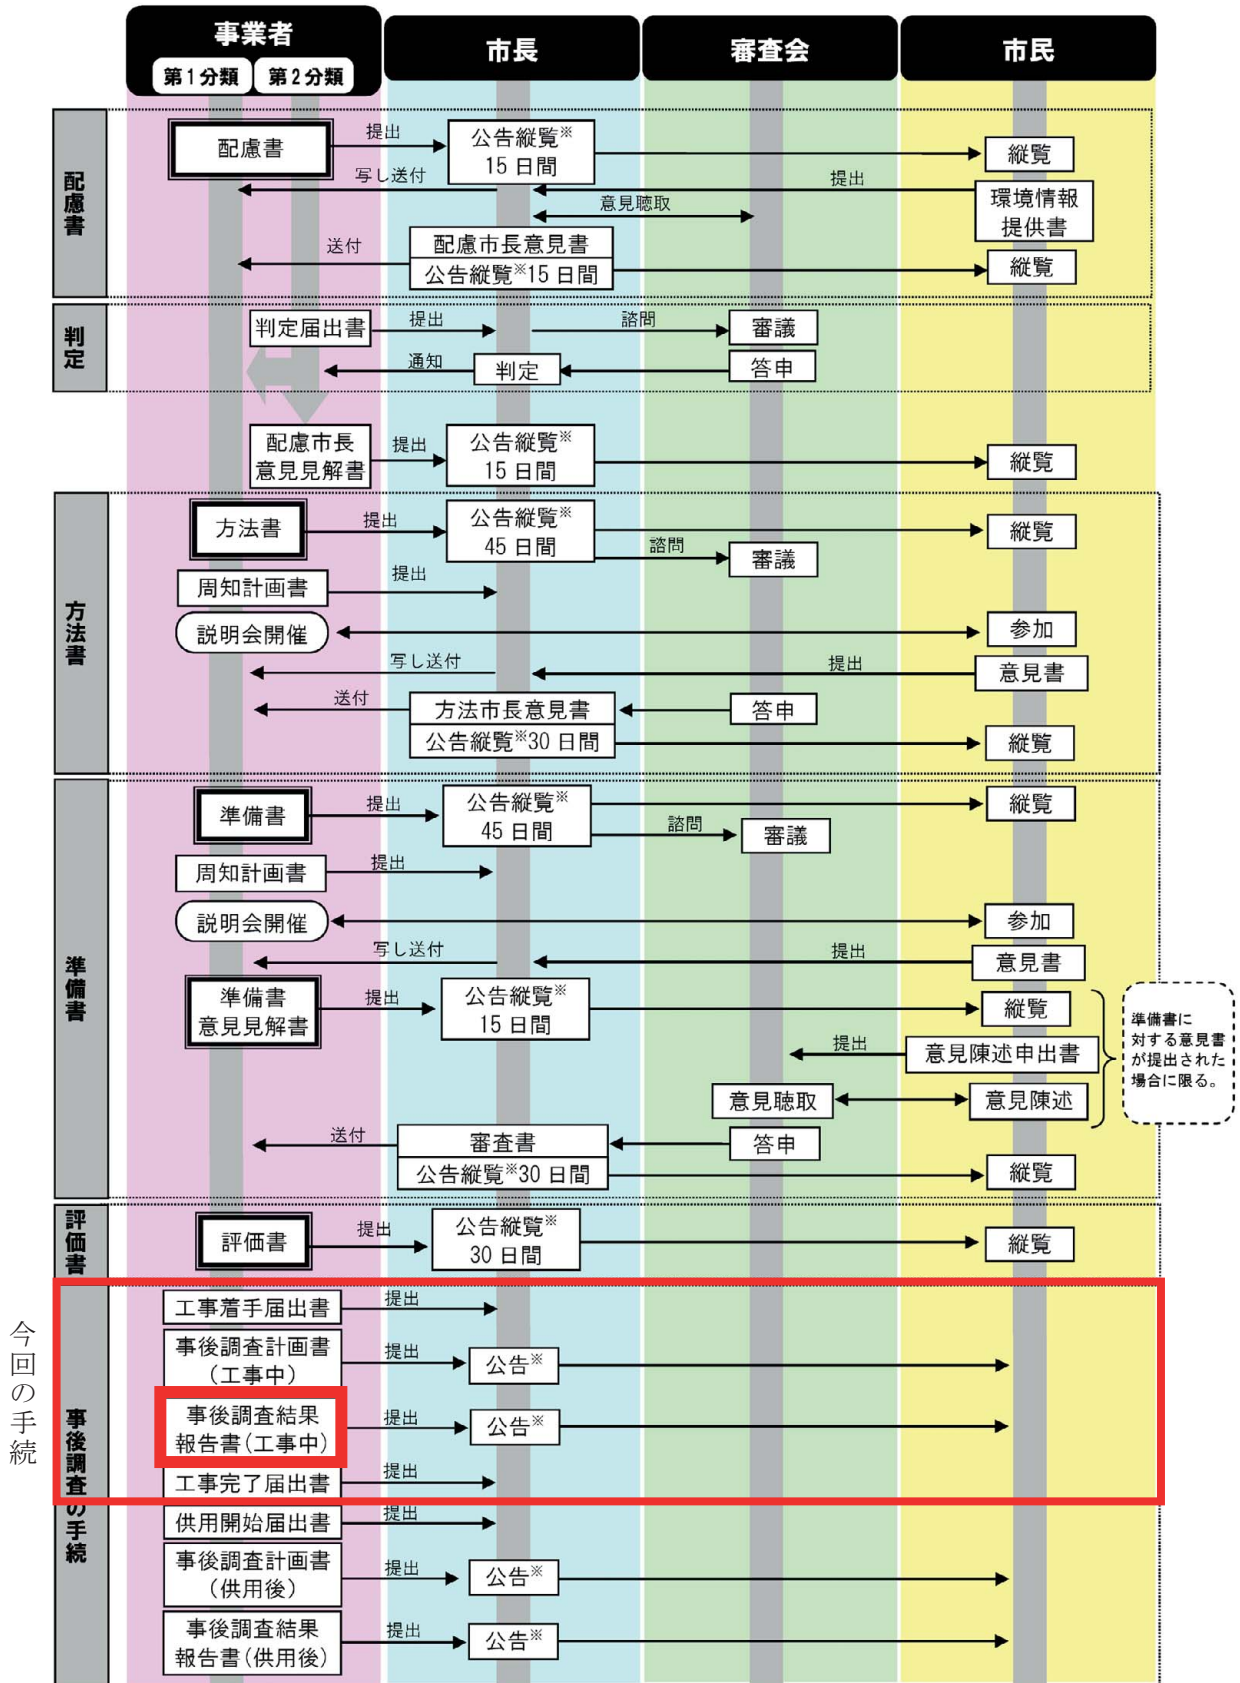 事業者
第1分類
第2分類
市長
審査会
市民
配慮書
配慮書
提出
公告縦覧※
15日間
縦覧
写し送付
提出
環境情報
提供書
意見聴取
送付
配慮市長意見書
公告縦覧※15日間
縦覧
判定
判定届出書
提出
諮問
審議
通知
判定
答申
配慮市長
意見見解書
提出
公告縦覧※
15日間
縦覧
方法書
方法書
提出
公告縦覧※
45日間
縦覧
諮問
審議
周知計画書
提出
説明会開催
参加
写し送付
提出
意見書
送付
方法市長意見書
公告縦覧※30日間
答申
縦覧
準備書
準備書
提出
公告縦覧※
45日間
縦覧
諮問
審議
周知計画書
提出
説明会開催
参加
写し送付
提出
意見書
準備書
意見見解書
提出
公告縦覧※
15日間
縦覧
準備書に
対する意見書
が提出された
場合に限る。
提出
意見陳述申出書
意見聴取
意見陳述
送付
審査書
公告縦覧※30日間
答申
縦覧
評価書
評価書
提出
公告縦覧※
30日間
縦覧
今回の手続
事後調査の手続
工事着手届出書
提出
事後調査計画書
(工事中)
提出
公告※
事後調査結果
報告書(工事中)
提出
公告※
工事完了届出書
提出
供用開始届出書
提出
事後調査計画書
(供用後)
提出
公告※
事後調査結果
報告書(供用後)
提出
公告※